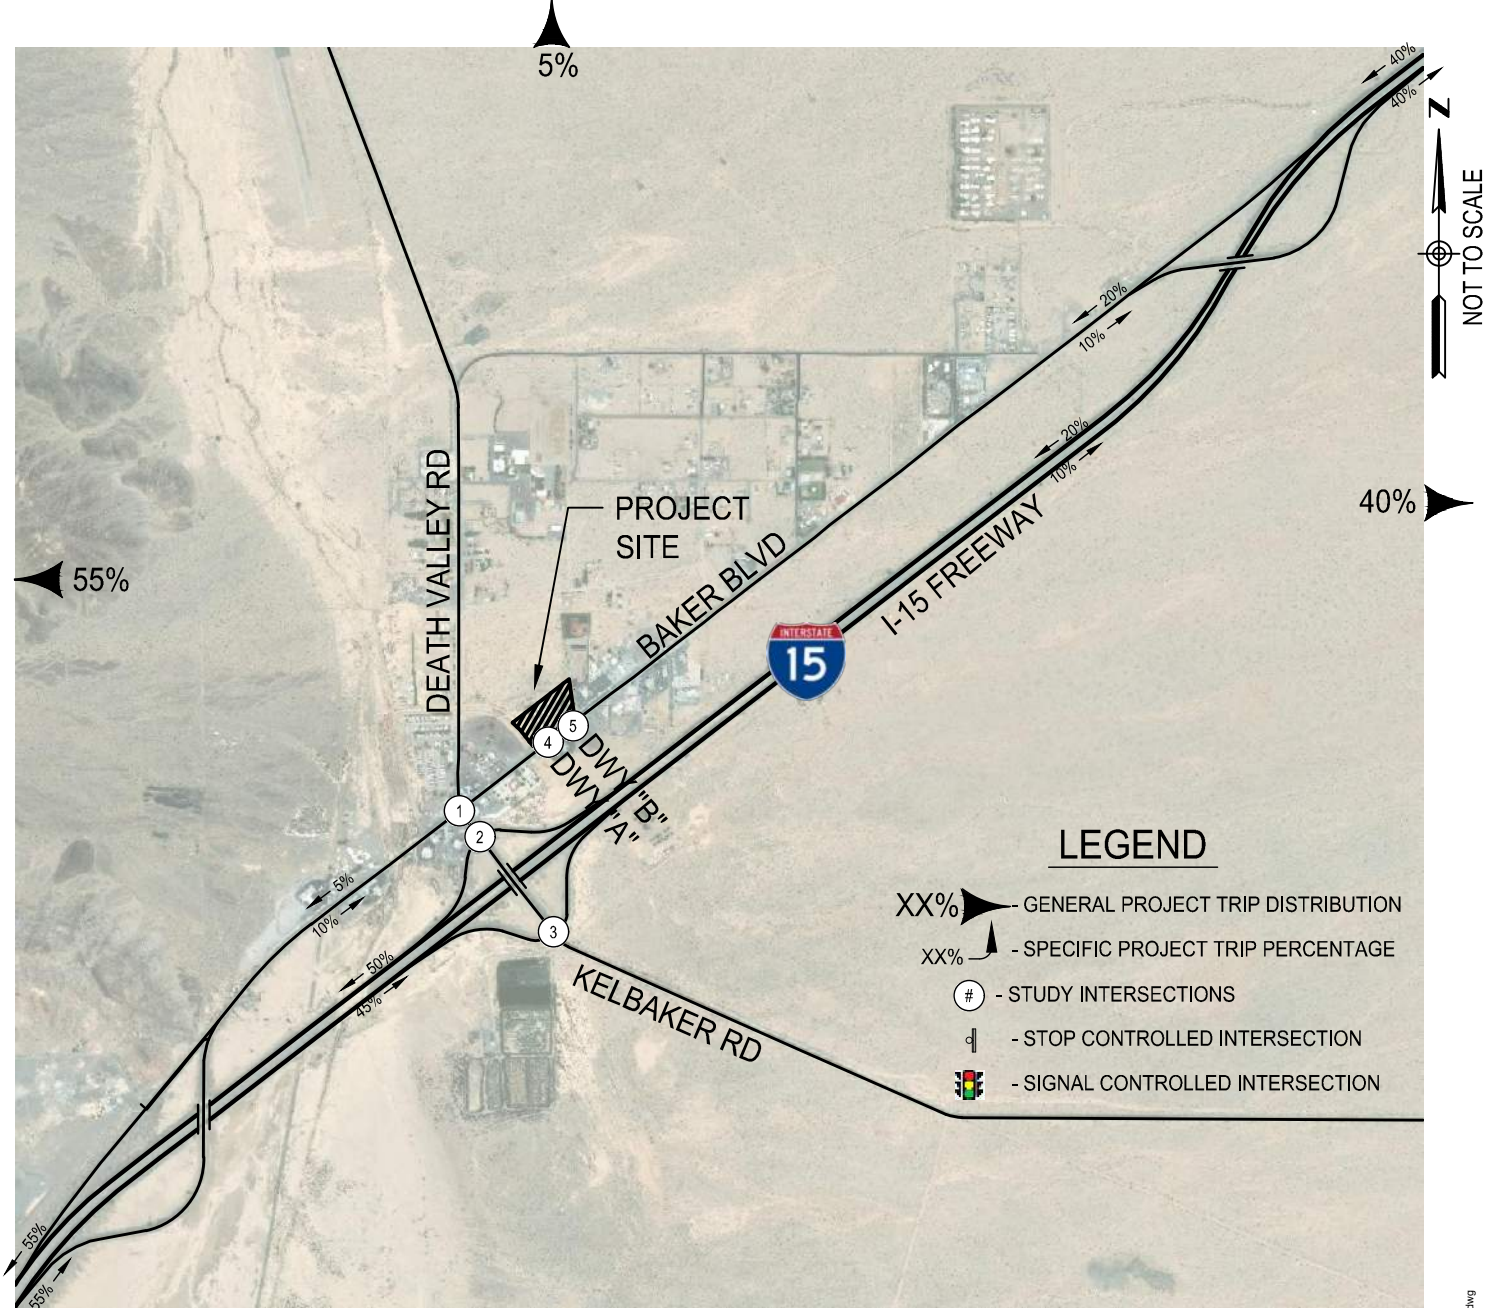 5%
40%
40%
Z
NOT TO SCALE
20%
10%
20%
10%
DEATH VALLEY RD
PROJECT
SITE
BAKER BLVD
I-15 FREEWAY
40%
55%
INTERSTATE
15
5
4
DWY "B"
DWY "A"
1
2
3
5%
10%
50%
45%
KELBAKER RD
55%
55%
LEGEND
XX% - GENERAL PROJECT TRIP DISTRIBUTION
XX% - SPECIFIC PROJECT TRIP PERCENTAGE
# - STUDY INTERSECTIONS
- STOP CONTROLLED INTERSECTION
- SIGNAL CONTROLLED INTERSECTION
dwg